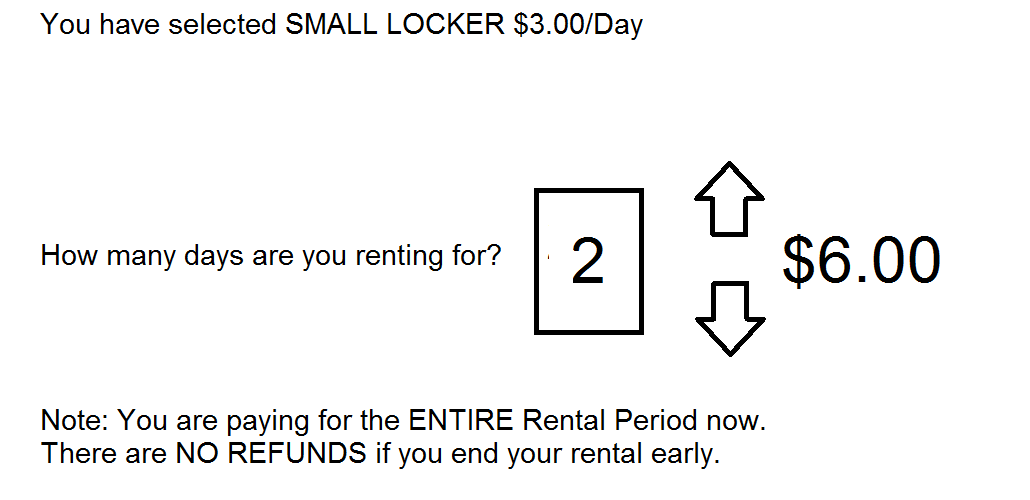 You have selected SMALL LOCKER $3.00/Day
How many days are you renting for?
2
$6.00
Note: You are paying for the ENTIRE Rental Period now.
There are NO REFUNDS if you end your rental early.